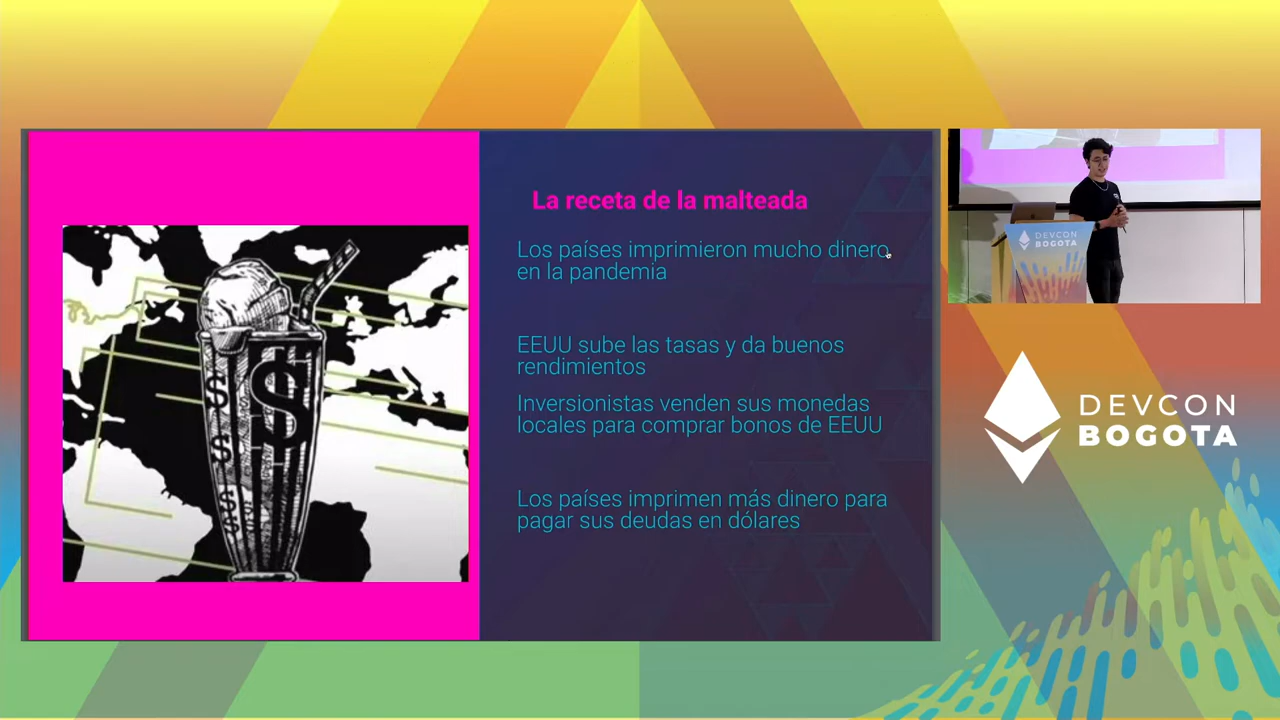 La receta de la malteada
Los países imprimieron mucho dinero
en la pandemia
EEUU sube las tasas y da buenos
rendimientos
Inversionistas venden sus monedas
locales para comprar bonos de EEUU
Los países imprimen más dinero para
pagar sus deudas en dólares
$
$
$
$
$
DEVCON
BOGOTA
DEVCON
BOGOTA